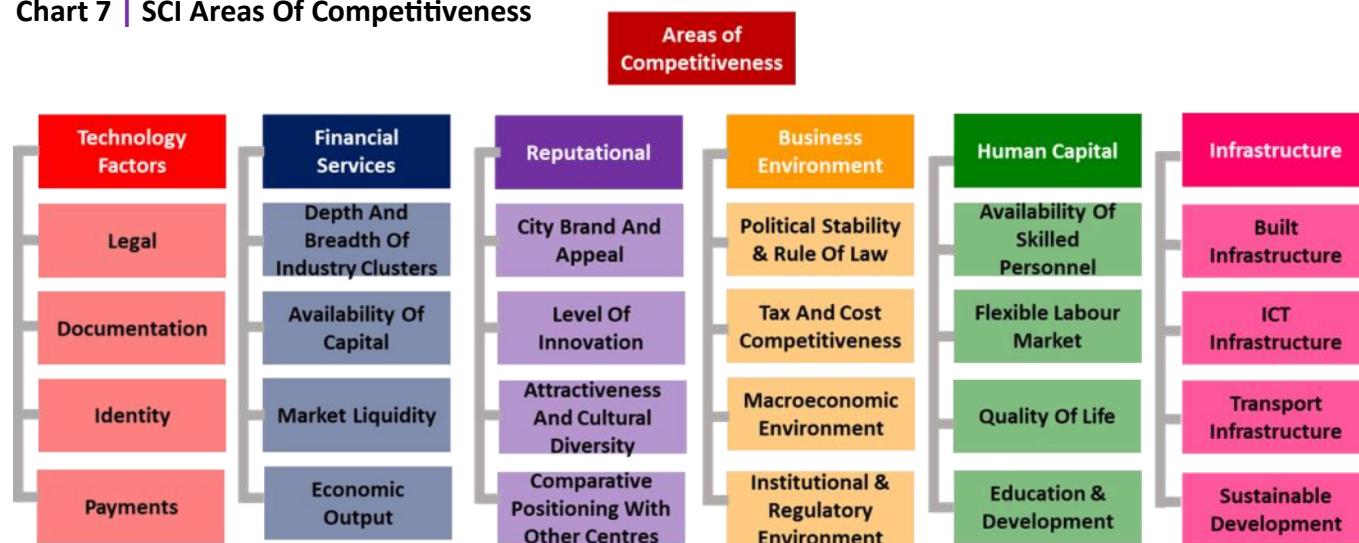 Chart 7 | SCI Areas Of Competitiveness
Areas of
Competitiveness
Technology
Factors
Legal
Documentation
Identity
Payments
Financial
Services
Depth And
Breadth Of
Industry Clusters
Availability Of
Capital
Market Liquidity
Economic
Output
Reputational
City Brand And
Appeal
Level Of
Innovation
Attractiveness
And Cultural
Diversity
Comparative
Positioning With
Other Centres
Business
Environment
Political Stability
& Rule Of Law
Tax And Cost
Competitiveness
Macroeconomic
Environment
Institutional &
Regulatory
Environment
Human Capital
Availability Of
Skilled
Personnel
Flexible Labour
Market
Quality Of Life
Education &
Development
Infrastructure
Built
Infrastructure
ICT
Infrastructure
Transport
Infrastructure
Sustainable
Development